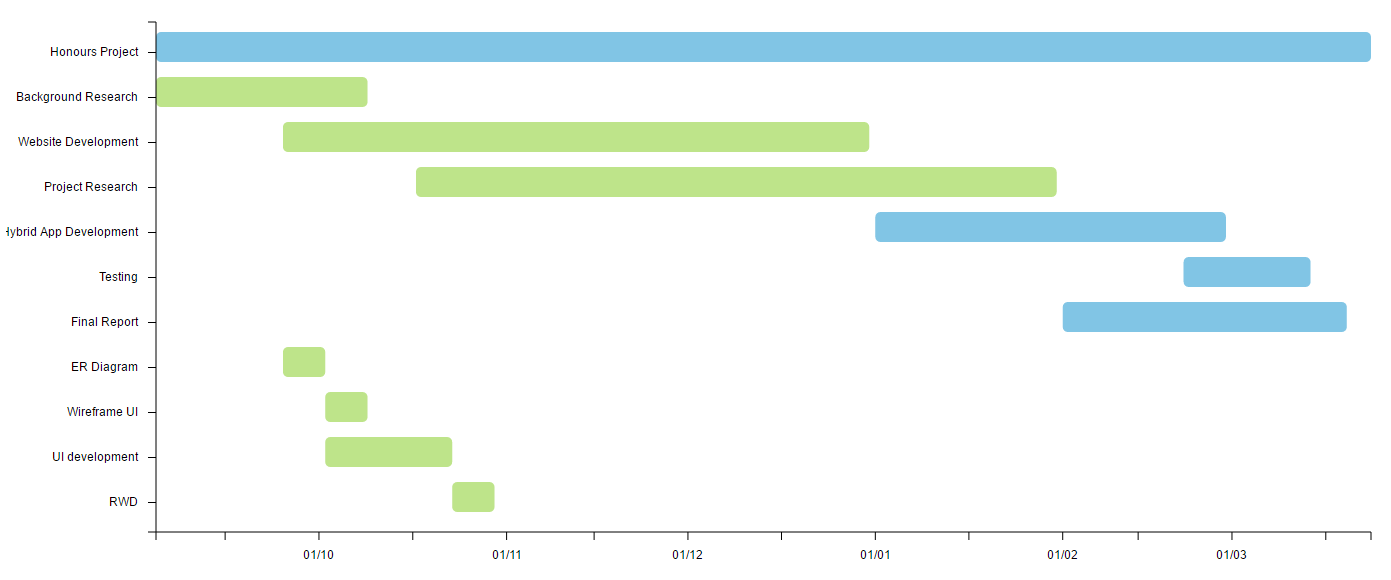 Honours Project
Background Research
Website Development
Project Research
App Development
Testing
Final Report
ER Diagram
Wireframe UI
UI development
RWD
01/10 01/11 01/12 01/01 01/02 01/03